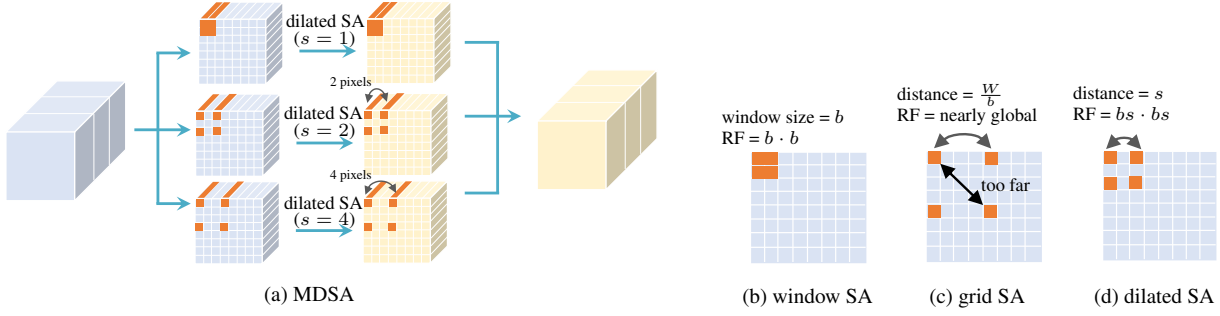 dilated SA
(s = 1)
2 pixels
dilated SA
(s = 2)
4 pixels
dilated SA
(s = 4)
(a) MDSA
window size = b
RF = b · b
(b) window SA
distance = W/b
RF = nearly global
too far
(c) grid SA
distance = s
RF = bs · bs
(d) dilated SA